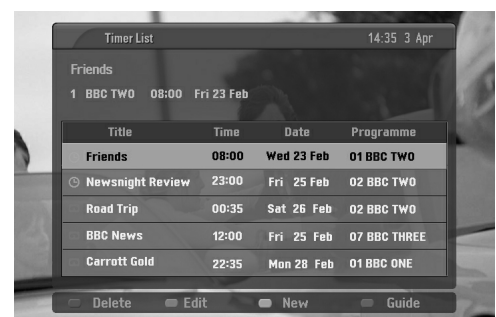 Timer List 14:35 3 Apr
Friends
1 BBC TWO 08:00 Fri 23 Feb
Title Time Date Programme
Friends 08:00 Wed 23 Feb 01 BBC TWO
Newsnight Review 23:00 Fri 25 Feb 02 BBC TWO
Road Trip 00:35 Sat 26 Feb 02 BBC TWO
BBC News 12:00 Fri 25 Feb 07 BBC THREE
Carrott Gold 22:35 Mon 28 Feb 01 BBC ONE
Delete Edit New Guide